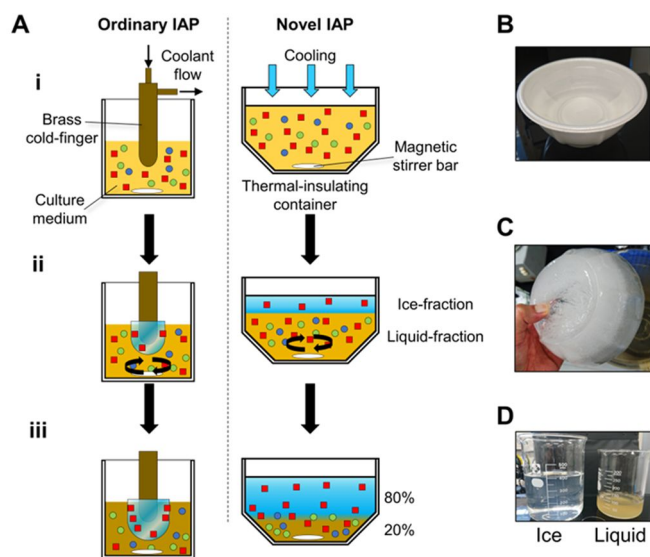 A
Ordinary IAP
Novel IAP
B
Coolant
flow
Cooling
i
Brass
cold-finger
Magnetic
stirrer bar
Culture
medium
Thermal-insulating
container
C
ii
Ice-fraction
Liquid-fraction
D
iii
80%
20%
Ice
Liquid